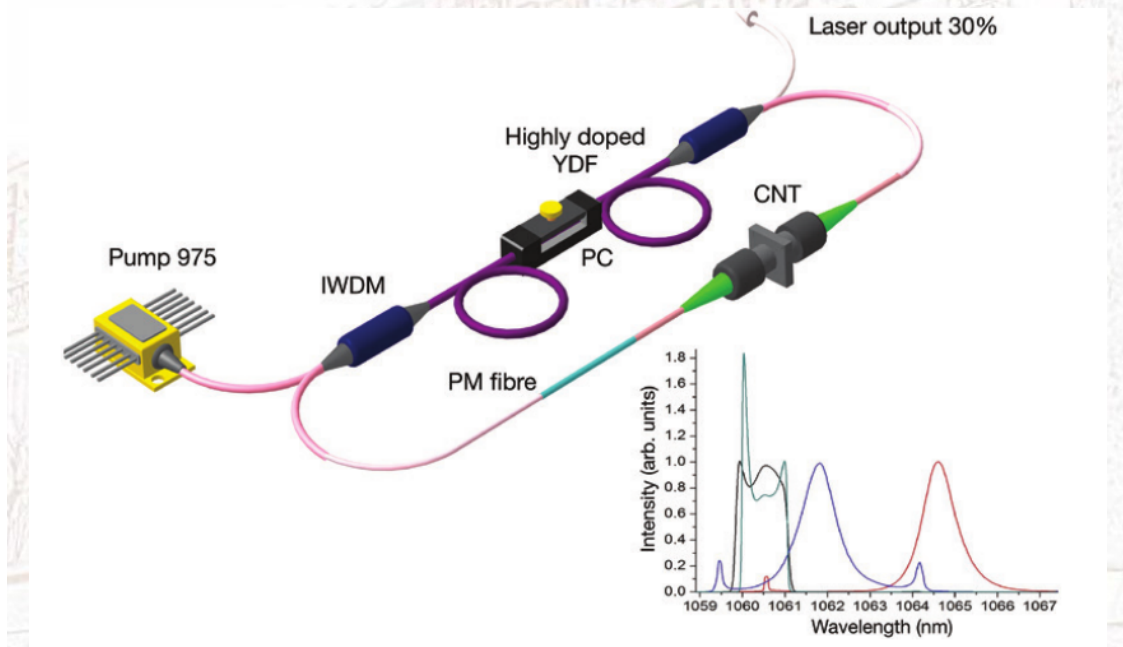 Laser output 30%
Highly doped
YDF
CNT
Pump 975
IWDM
PC
PM fibre
Intensity (arb. units)
1.8
1.6
1.4
1.2
1.0
0.8
0.6
0.4
0.2
0.0
1059 1060 1061 1062 1063 1064 1065 1066 1067
Wavelength (nm)